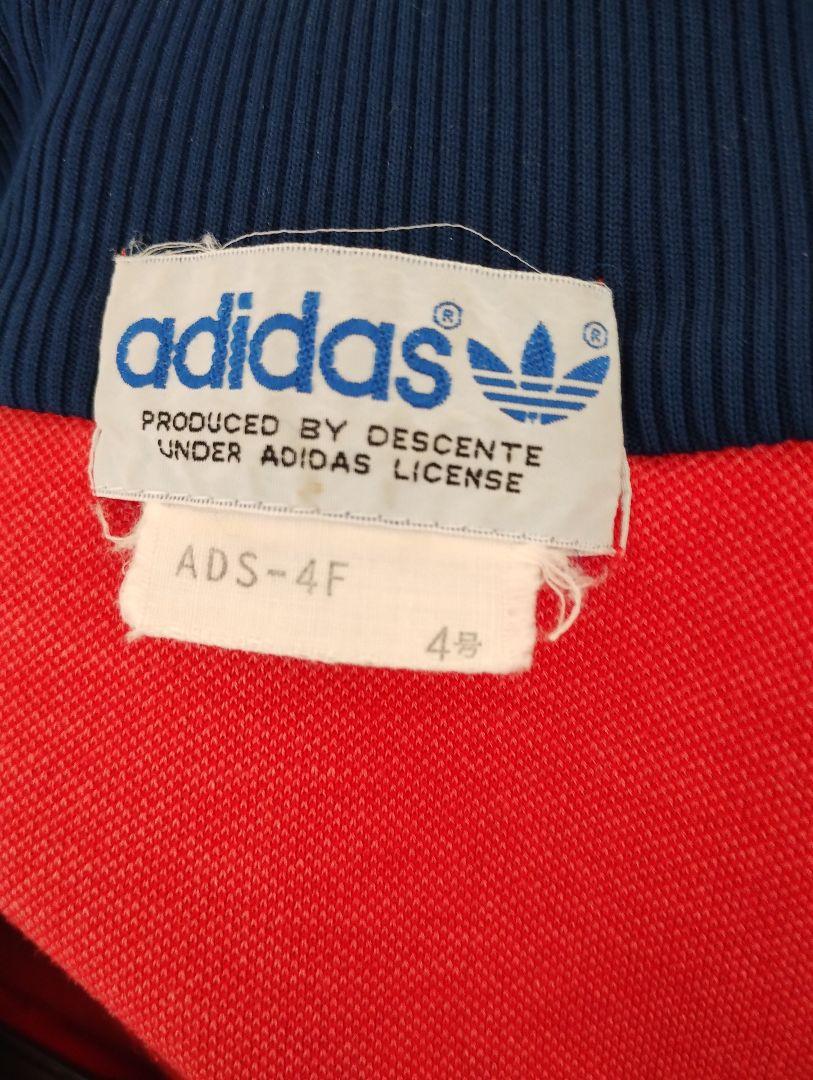 adidas® ®
PRODUCED BY DESCENTE
UNDER ADIDAS LICENSE
ADS-4F
4号